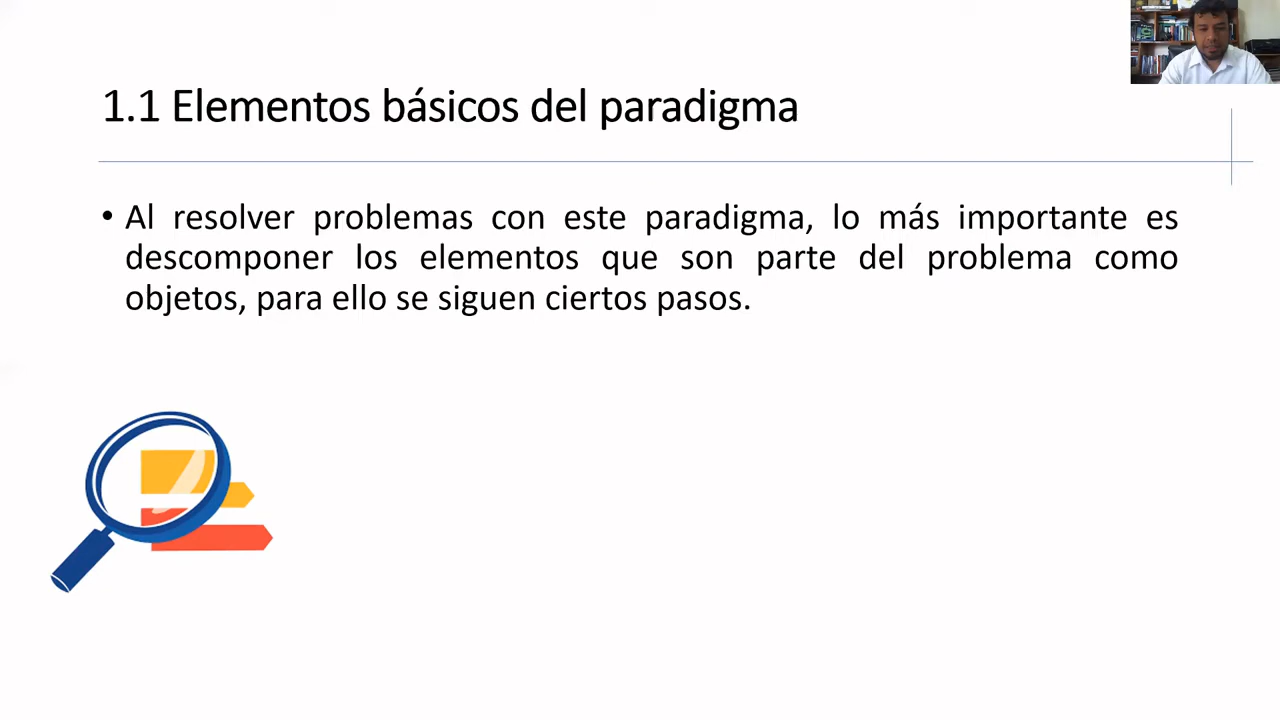 1.1 Elementos básicos del paradigma
• Al resolver problemas con este paradigma, lo más importante es
descomponer los elementos que son parte del problema como
objetos, para ello se siguen ciertos pasos.